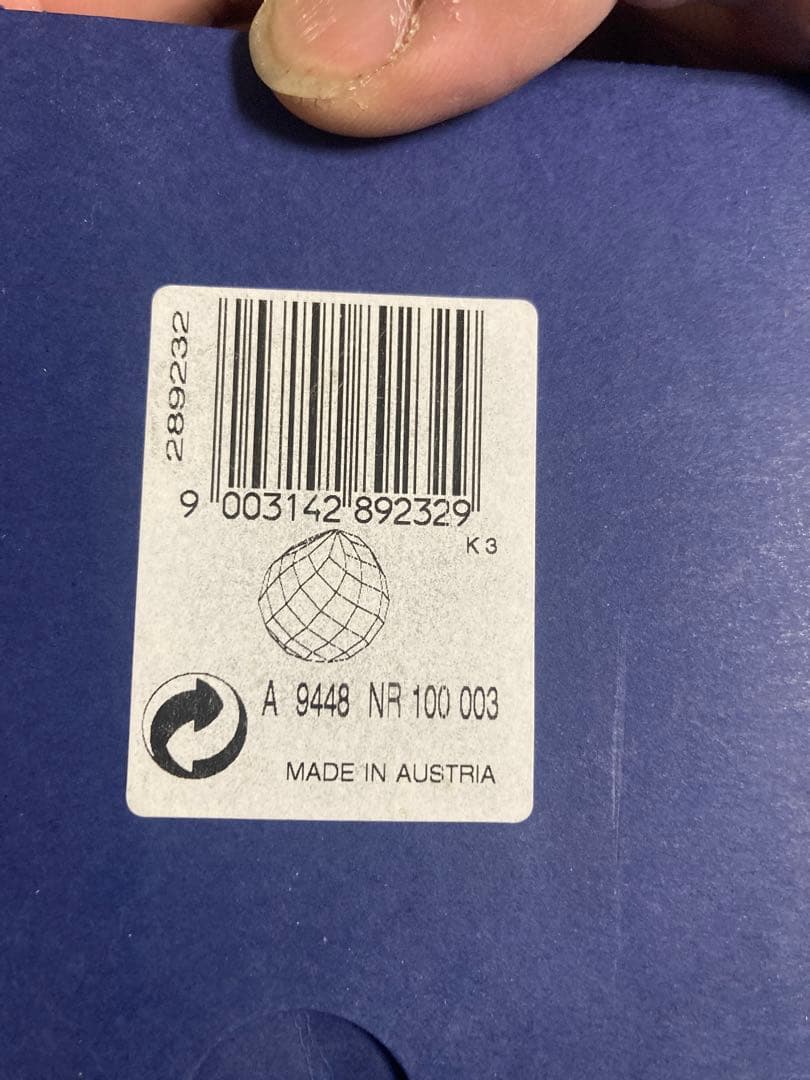 289232
9 003142 892329
K3
A 9448 NR 100 003
MADE IN AUSTRIA